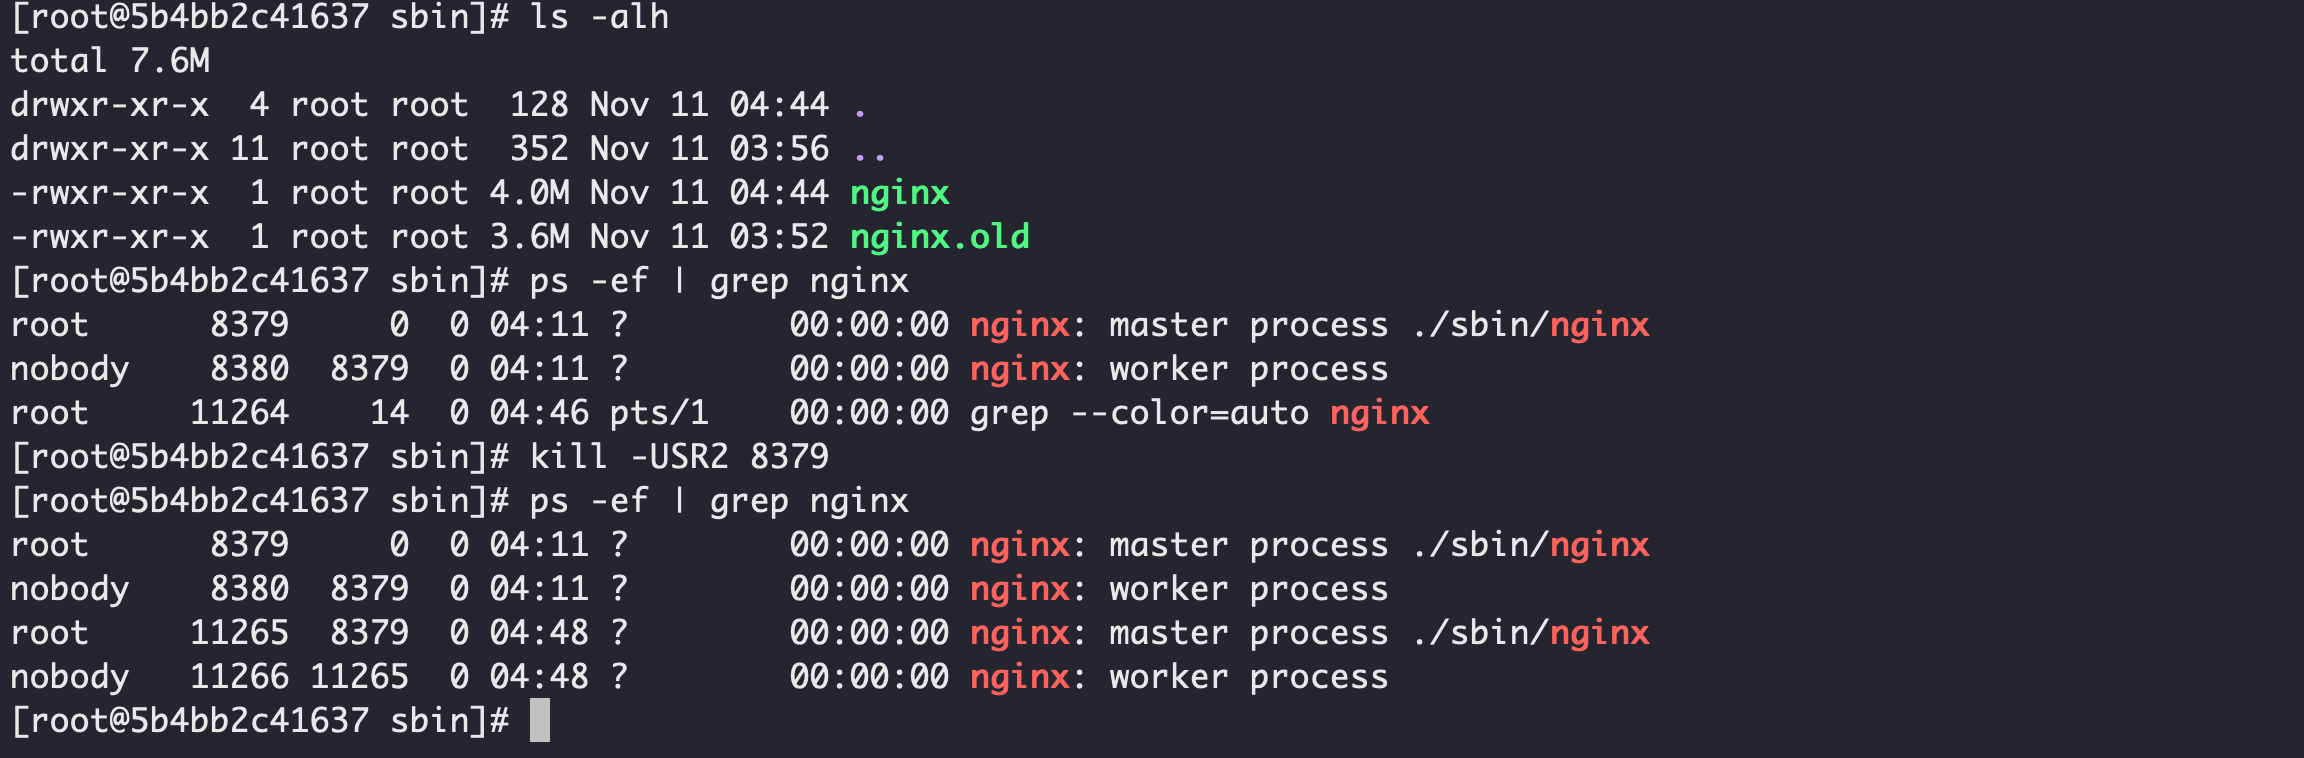 [root@5b4bb2c41637 sbin]# ls -alh
total 7.6M
drwxr-xr-x  4 root root  128 Nov 11 04:44 .
drwxr-xr-x 11 root root  352 Nov 11 03:56 ..
-rwxr-xr-x  1 root root 4.0M Nov 11 04:44 nginx
-rwxr-xr-x  1 root root 3.6M Nov 11 03:52 nginx.old
[root@5b4bb2c41637 sbin]# ps -ef | grep nginx
root      8379     0  0 04:11 ?        00:00:00 nginx: master process ./sbin/nginx
nobody    8380  8379  0 04:11 ?        00:00:00 nginx: worker process
root     11264    14  0 04:46 pts/1    00:00:00 grep --color=auto nginx
[root@5b4bb2c41637 sbin]# kill -USR2 8379
[root@5b4bb2c41637 sbin]# ps -ef | grep nginx
root      8379     0  0 04:11 ?        00:00:00 nginx: master process ./sbin/nginx
nobody    8380  8379  0 04:11 ?        00:00:00 nginx: worker process
root     11265  8379  0 04:48 ?        00:00:00 nginx: master process ./sbin/nginx
nobody   11266 11265  0 04:48 ?        00:00:00 nginx: worker process
[root@5b4bb2c41637 sbin]#